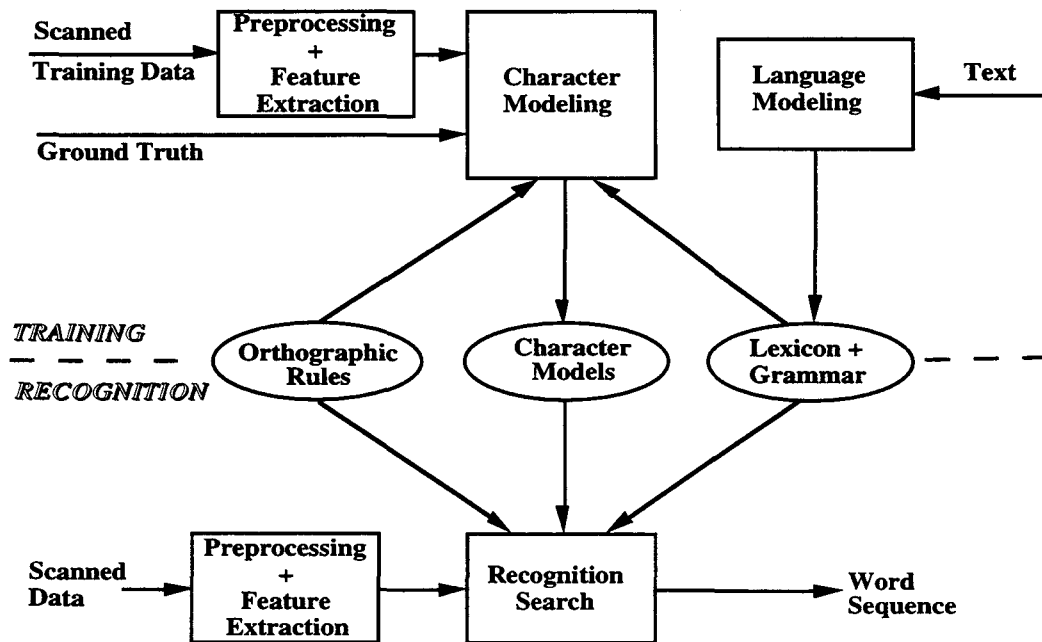 Scanned
Training Data
Preprocessing
+
Feature
Extraction
Character
Modeling
Language
Modeling
Text
Ground Truth
TRAINING
RECOGNITION
Orthographic
Rules
Character
Models
Lexicon +
Grammar
Scanned
Data
Preprocessing
+
Feature
Extraction
Recognition
Search
Word
Sequence